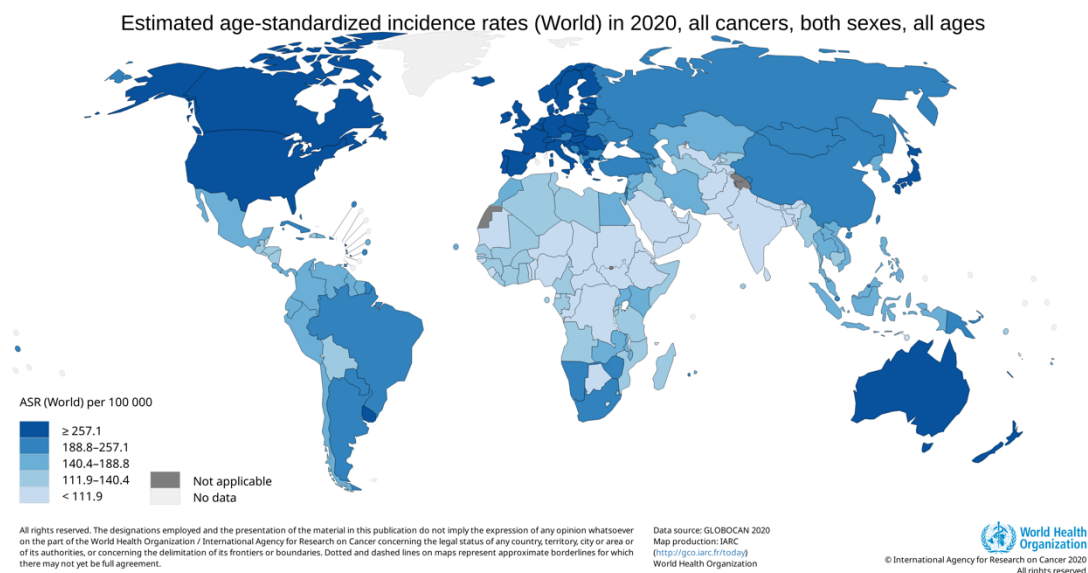 Estimated age-standardized incidence rates (World) in 2020, all cancers, both sexes, all ages
ASR (World) per 100 000
≥ 257.1
188.8–257.1
140.4–188.8
111.9–140.4
< 111.9
Not applicable
No data
All rights reserved. The designations employed and the presentation of the material in this publication do not imply the expression of any opinion whatsoever
on the part of the World Health Organization / International Agency for Research on Cancer concerning the legal status of any country, territory, city or area or
of its authorities, or concerning the delimitation of its frontiers or boundaries. Dotted and dashed lines on maps represent approximate borderlines for which
there may not yet be full agreement.
Data source: GLOBOCAN 2020
Map production: IARC
(http://gco.iarc.fr/today)
World Health Organization
World Health
Organization
© International Agency for Research on Cancer 2020
All rights reserved